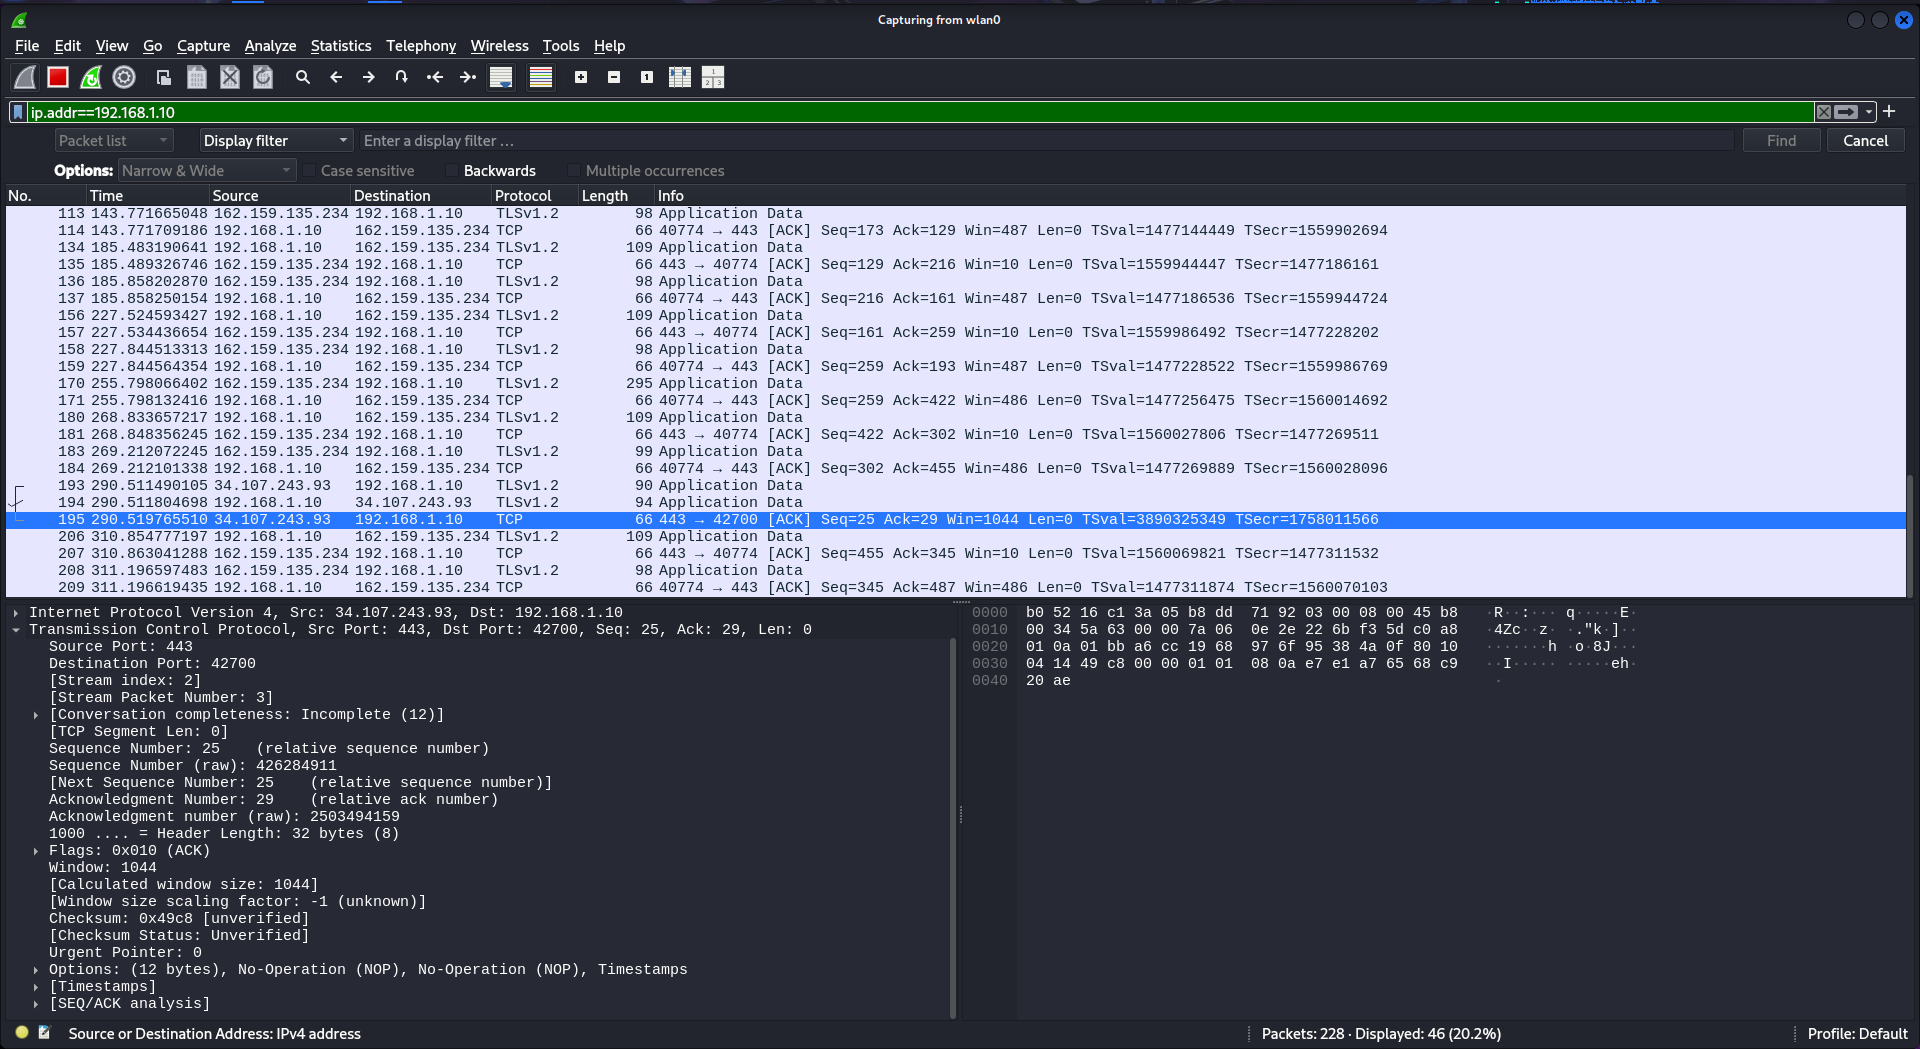 Capturing from wlan0
File Edit View Go Capture Analyze Statistics Telephony Wireless Tools Help
ip.addr==192.168.1.10
Packet list Display filter Enter a display filter … Find Cancel
Options: Narrow & Wide Case sensitive Backwards Multiple occurrences
No. Time Source Destination Protocol Length Info
113 143.771665048 162.159.135.234 192.168.1.10 TLSv1.2 98 Application Data
114 143.771709186 192.168.1.10 162.159.135.234 TCP 66 40774 → 443 [ACK] Seq=173 Ack=129 Win=487 Len=0 TSval=1477144449 TSecr=1559902694
134 185.483190641 192.168.1.10 162.159.135.234 TLSv1.2 109 Application Data
135 185.489326746 162.159.135.234 192.168.1.10 TCP 66 443 → 40774 [ACK] Seq=129 Ack=216 Win=10 Len=0 TSval=1559944447 TSecr=1477186161
136 185.858202870 162.159.135.234 192.168.1.10 TLSv1.2 98 Application Data
137 185.858250154 192.168.1.10 162.159.135.234 TCP 66 40774 → 443 [ACK] Seq=216 Ack=161 Win=487 Len=0 TSval=1477186536 TSecr=1559944724
156 227.524593427 192.168.1.10 162.159.135.234 TLSv1.2 109 Application Data
157 227.534436654 162.159.135.234 192.168.1.10 TCP 66 443 → 40774 [ACK] Seq=161 Ack=259 Win=10 Len=0 TSval=1559986492 TSecr=1477228202
158 227.844513313 162.159.135.234 192.168.1.10 TLSv1.2 98 Application Data
159 227.844564354 192.168.1.10 162.159.135.234 TCP 66 40774 → 443 [ACK] Seq=259 Ack=193 Win=487 Len=0 TSval=1477228522 TSecr=1559986769
170 255.798066402 162.159.135.234 192.168.1.10 TLSv1.2 295 Application Data
171 255.798132416 192.168.1.10 162.159.135.234 TCP 66 40774 → 443 [ACK] Seq=259 Ack=422 Win=486 Len=0 TSval=1477256475 TSecr=1560014692
180 268.833657217 192.168.1.10 162.159.135.234 TLSv1.2 109 Application Data
181 268.848356245 162.159.135.234 192.168.1.10 TCP 66 443 → 40774 [ACK] Seq=422 Ack=302 Win=10 Len=0 TSval=1560027806 TSecr=1477269511
183 269.212072245 162.159.135.234 192.168.1.10 TLSv1.2 99 Application Data
184 269.212101338 192.168.1.10 162.159.135.234 TCP 66 40774 → 443 [ACK] Seq=302 Ack=455 Win=486 Len=0 TSval=1477269889 TSecr=1560028096
193 290.511490105 34.107.243.93 192.168.1.10 TLSv1.2 90 Application Data
194 290.511804698 192.168.1.10 34.107.243.93 TLSv1.2 94 Application Data
195 290.519765510 34.107.243.93 192.168.1.10 TCP 66 443 → 42700 [ACK] Seq=25 Ack=29 Win=1044 Len=0 TSval=3890325349 TSecr=1758011566
206 310.854777197 192.168.1.10 162.159.135.234 TLSv1.2 109 Application Data
207 310.863041288 162.159.135.234 192.168.1.10 TCP 66 443 → 40774 [ACK] Seq=455 Ack=345 Win=10 Len=0 TSval=1560069821 TSecr=1477311532
208 311.196597483 162.159.135.234 192.168.1.10 TLSv1.2 98 Application Data
209 311.196619435 192.168.1.10 162.159.135.234 TCP 66 40774 → 443 [ACK] Seq=345 Ack=487 Win=486 Len=0 TSval=1477311874 TSecr=1560070103
Internet Protocol Version 4, Src: 34.107.243.93, Dst: 192.168.1.10
Transmission Control Protocol, Src Port: 443, Dst Port: 42700, Seq: 25, Ack: 29, Len: 0
Source Port: 443
Destination Port: 42700
[Stream index: 2]
[Stream Packet Number: 3]
[Conversation completeness: Incomplete (12)]
[TCP Segment Len: 0]
Sequence Number: 25 (relative sequence number)
Sequence Number (raw): 426284911
[Next Sequence Number: 25 (relative sequence number)]
Acknowledgment Number: 29 (relative ack number)
Acknowledgment number (raw): 2503494159
1000 .... = Header Length: 32 bytes (8)
Flags: 0x010 (ACK)
Window: 1044
[Calculated window size: 1044]
[Window size scaling factor: -1 (unknown)]
Checksum: 0x49c8 [unverified]
[Checksum Status: Unverified]
Urgent Pointer: 0
Options: (12 bytes), No-Operation (NOP), No-Operation (NOP), Timestamps
[Timestamps]
[SEQ/ACK analysis]
0000 b0 52 16 c1 3a 05 b8 dd 71 92 03 00 08 00 45 b8 ·R··:··· q·····E·
0010 00 34 5a 63 00 00 7a 06 0e 2e 22 6b f3 5d c0 a8 ·4Zc··z· ·."k·]··
0020 01 0a 01 bb a6 cc 19 68 97 6f 95 38 4a 0f 80 10 ·······h ·o·8J···
0030 04 14 49 c8 00 00 01 01 08 0a e7 e1 a7 65 68 c9 ··I····· ·····eh·
0040 20 ae ·
Source or Destination Address: IPv4 address
Packets: 228 · Displayed: 46 (20.2%)
Profile: Default